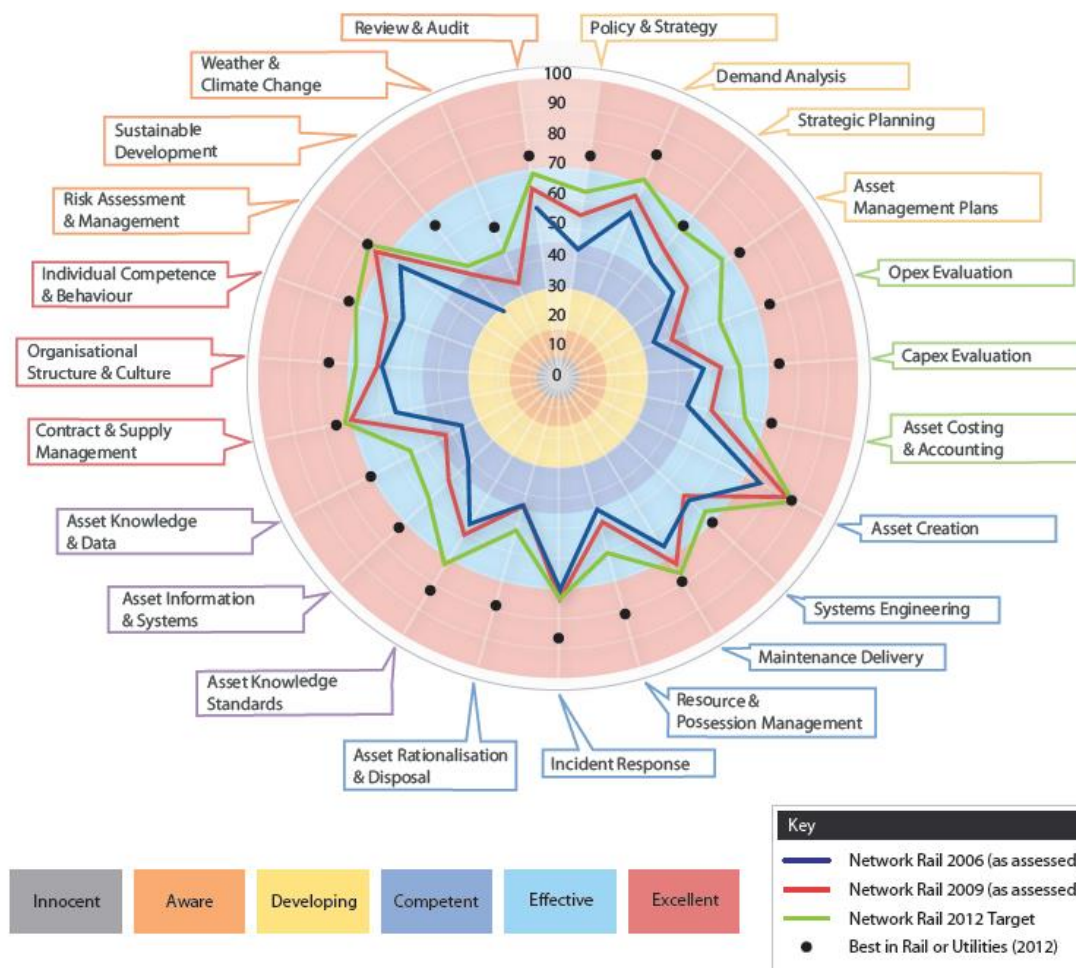 Review & Audit
Policy & Strategy
Weather &
Climate Change
Demand Analysis
Sustainable
Development
Strategic Planning
Risk Assessment
& Management
Asset
Management Plans
Individual Competence
& Behaviour
Opex Evaluation
Organisational
Structure & Culture
Capex Evaluation
Contract & Supply
Management
Asset Costing
& Accounting
Asset Knowledge
& Data
Asset Creation
Asset Information
& Systems
Systems Engineering
Asset Knowledge
Standards
Maintenance Delivery
Asset Rationalisation
& Disposal
Incident Response
Resource &
Possession Management
100
90
80
70
60
50
40
30
20
10
0
Innocent
Aware
Developing
Competent
Effective
Excellent
Key
Network Rail 2006 (as assessed
Network Rail 2009 (as assessed
Network Rail 2012 Target
Best in Rail or Utilities (2012)